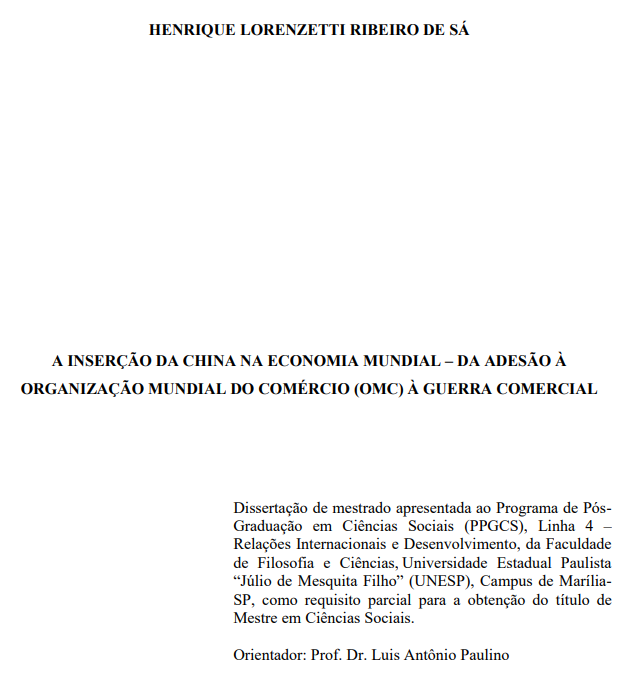 HENRIQUE LORENZETTI RIBEIRO DE SÁ
A INSERÇÃO DA CHINA NA ECONOMIA MUNDIAL – DA ADESÃO À
ORGANIZAÇÃO MUNDIAL DO COMÉRCIO (OMC) À GUERRA COMERCIAL
Dissertação de mestrado apresentada ao Programa de Pós-
Graduação em Ciências Sociais (PPGCS), Linha 4 –
Relações Internacionais e Desenvolvimento, da Faculdade
de Filosofia e Ciências, Universidade Estadual Paulista
“Júlio de Mesquita Filho” (UNESP), Campus de Marília-
SP, como requisito parcial para a obtenção do título de
Mestre em Ciências Sociais.
Orientador: Prof. Dr. Luis Antônio Paulino